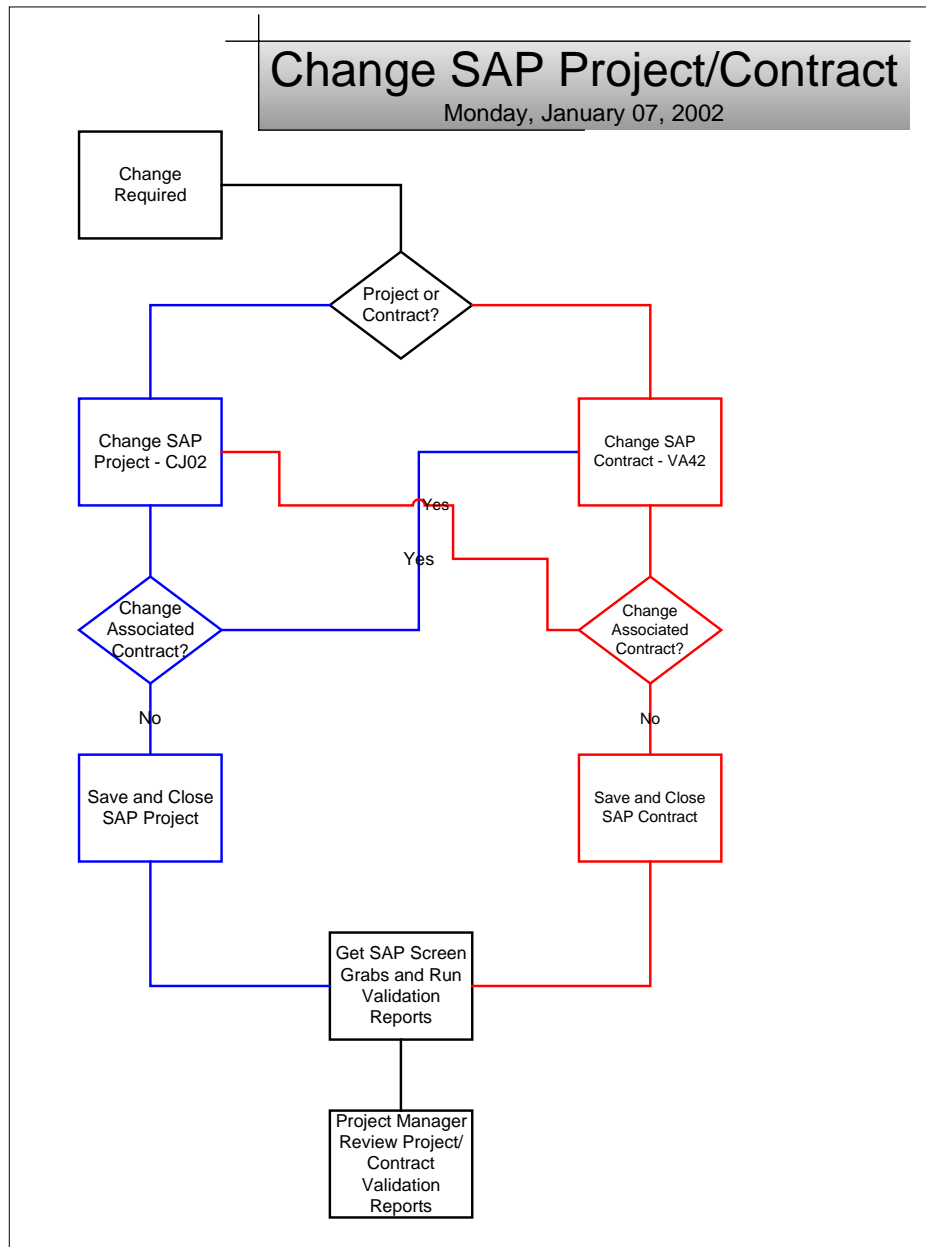 Change SAP Project/Contract
Monday, January 07, 2002
Change
Required
Project or
Contract?
Change SAP
Project - CJ02
Change SAP
Contract - VA42
Yes
Yes
Change
Associated
Contract?
Change
Associated
Contract?
No
No
Save and Close
SAP Project
Save and Close
SAP Contract
Get SAP Screen
Grabs and Run
Validation
Reports
Project Manager
Review Project/
Contract
Validation
Reports